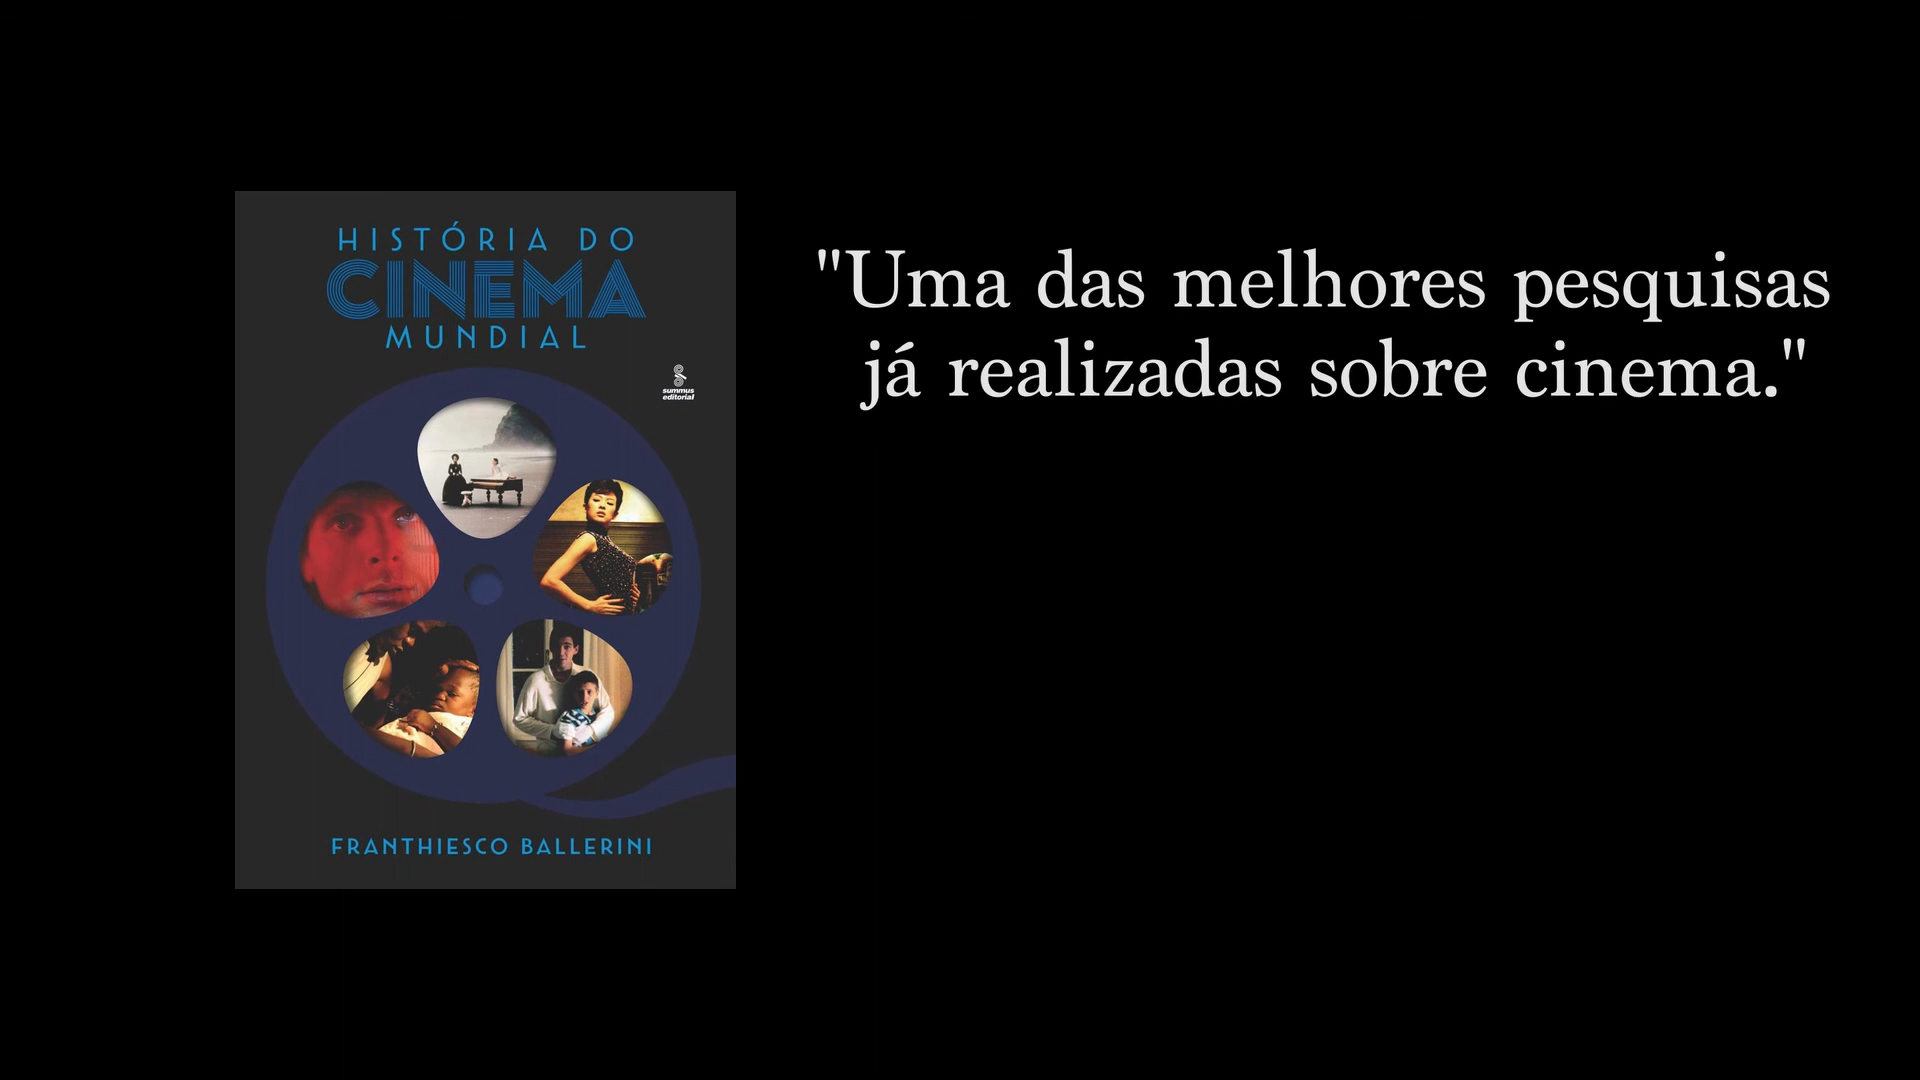 HISTÓRIA DO
CINEMA
MUNDIAL
summus
editorial
FRANTHIESCO BALLERINI
"Uma das melhores pesquisas
já realizadas sobre cinema."